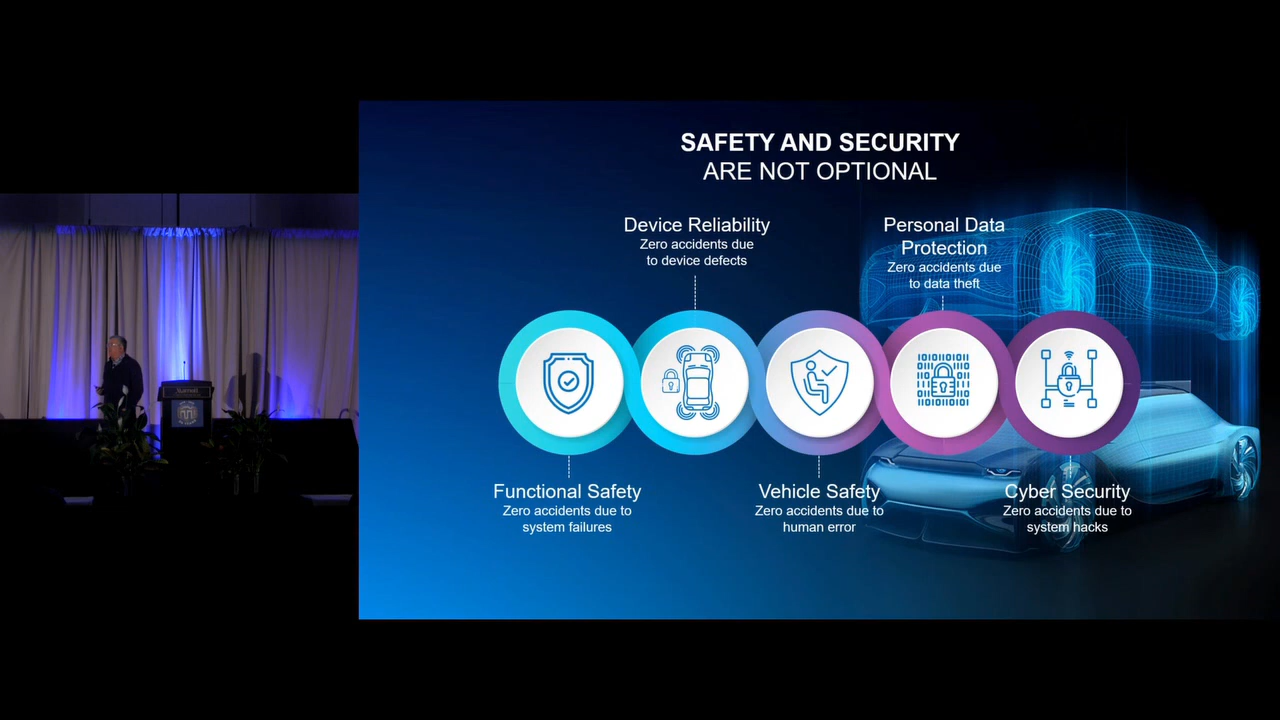 SAFETY AND SECURITY
ARE NOT OPTIONAL
Device Reliability
Zero accidents due
to device defects
Personal Data
Protection
Zero accidents due
to data theft
Functional Safety
Zero accidents due to
system failures
Vehicle Safety
Zero accidents due to
human error
Cyber Security
Zero accidents due to
system hacks